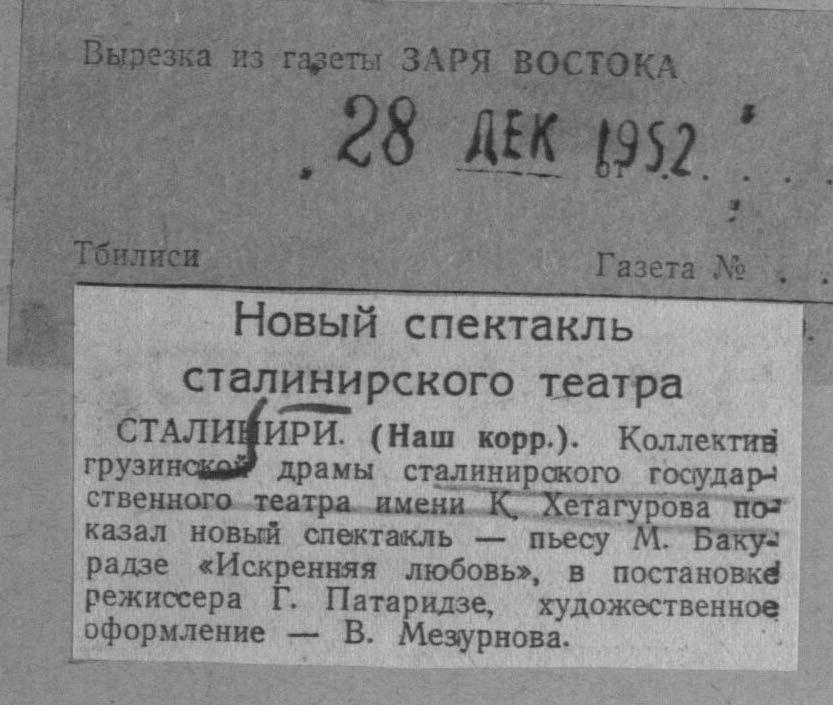 Вырезка из газеты ЗАРЯ ВОСТОКА
28 ДЕК 1952
от . . . .
Тбилиси Газета № . .
Новый спектакль
сталинирского театра
СТАЛИНИРИ. (Наш корр.). Коллектив
грузинской драмы сталинирского государ-
ственного театра имени К. Хетагурова по-
казал новый спектакль — пьесу М. Баку-
радзе «Искренняя любовь», в постановке
режиссера Г. Патаридзе, художественное
оформление — В. Мезурнова.